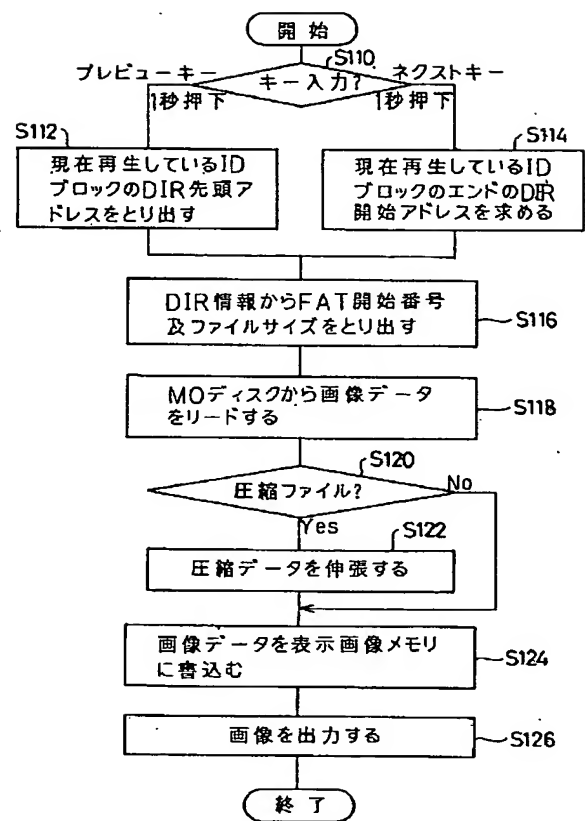 開始
S110
プレビューキー
キー入力?
ネクストキー
1秒押下
1秒押下
S112
S114
現在再生しているID
ブロックのDIR先頭ア
ドレスをとり出す
現在再生しているID
ブロックのエンドのDIR
開始アドレスを求める
DIR情報からFAT開始番号
及ファイルサイズをとり出す
S116
MOディスクから画像データ
をリードする
S118
S120
圧縮ファイル?
No
Yes
S122
圧縮データを伸張する
画像データを表示画像メモリ
に書込む
S124
画像を出力する
S126
終了